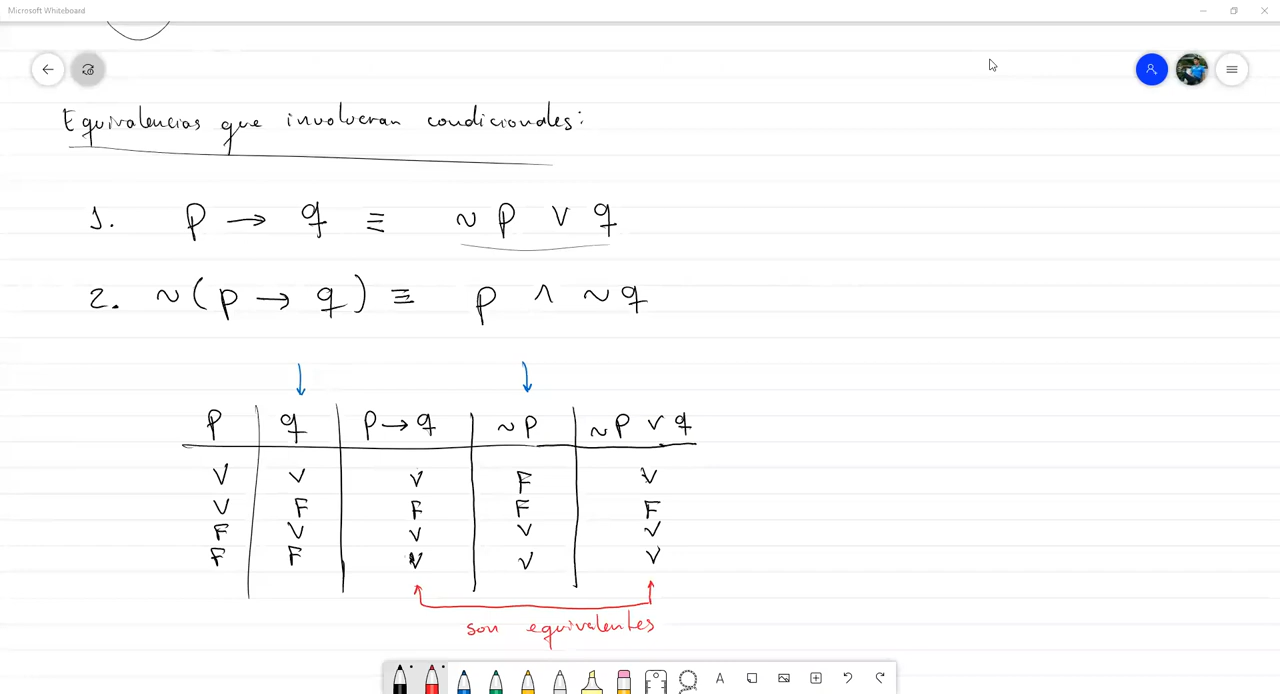 Microsoft Whiteboard
Equivalencias que involucran condicionales:
1. p → q ≡ ~p ∨ q
2. ~(p → q) ≡ p ∧ ~q
p q p→q ~p ~p ∨ q
V V V F V
V F F F F
F V V V V
F F V V V
son equivalentes